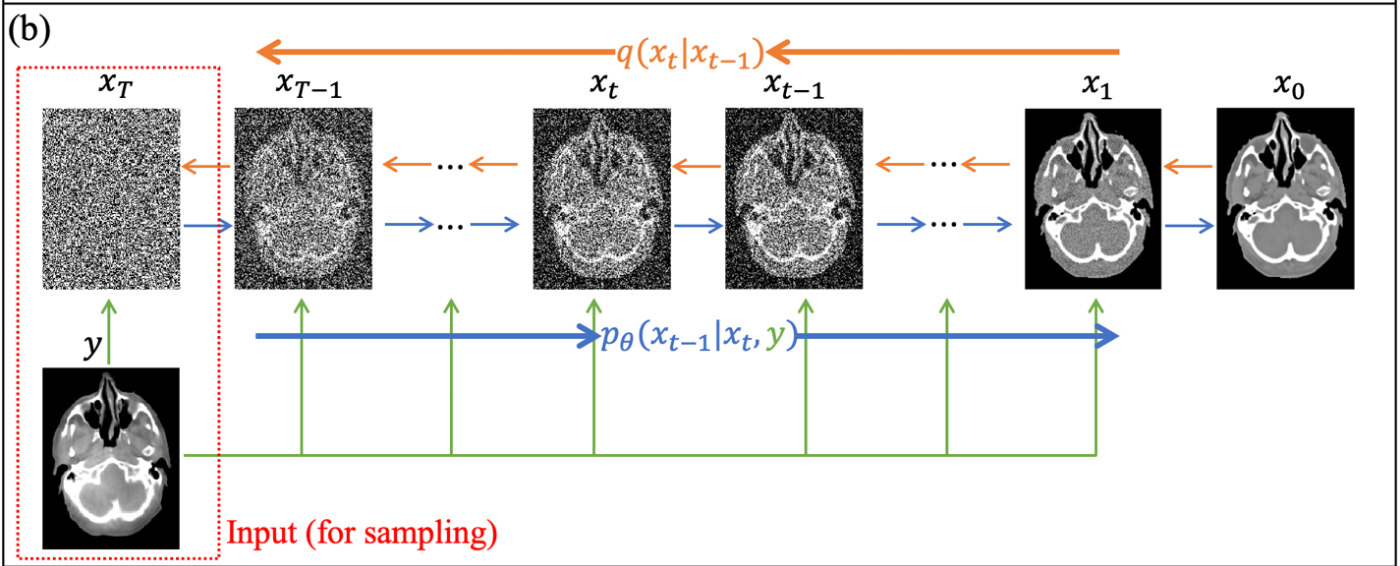 (b)
q(x_t|x_{t-1})
x_T x_{T-1} x_t x_{t-1} x_1 x_0
... ...
... ...
p_θ(x_{t-1}|x_t, y)
y
Input (for sampling)